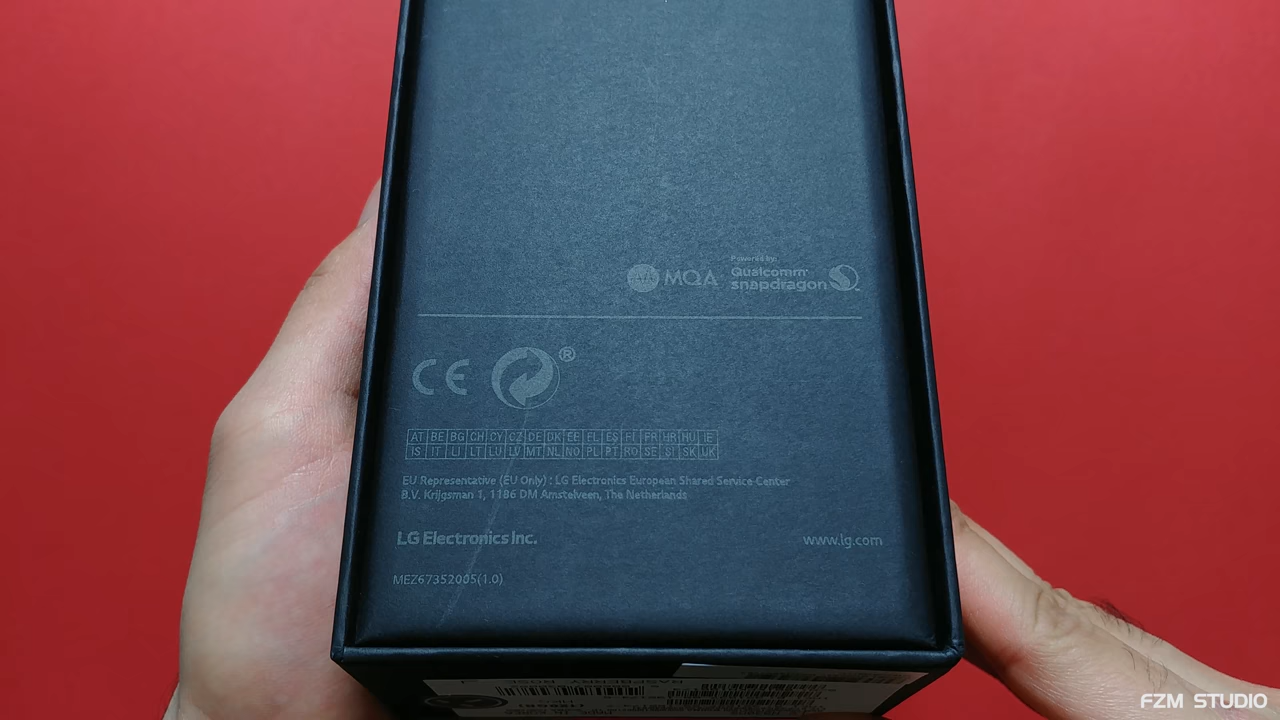 MQA
Powered by:
Qualcomm
snapdragon
CE
®
AT BE BG CH CY CZ DE DK EE EL ES FI FR HR HU IE
IS IT LI LT LU LV MT NL NO PL PT RO SE SI SK UK
EU Representative (EU Only) : LG Electronics European Shared Service Center
B.V. Krijgsman 1, 1186 DM Amstelveen, The Netherlands
LG Electronics Inc. www.lg.com
MEZ67352005(1.0)
RASPBERRY ROSE
FZM STUDIO